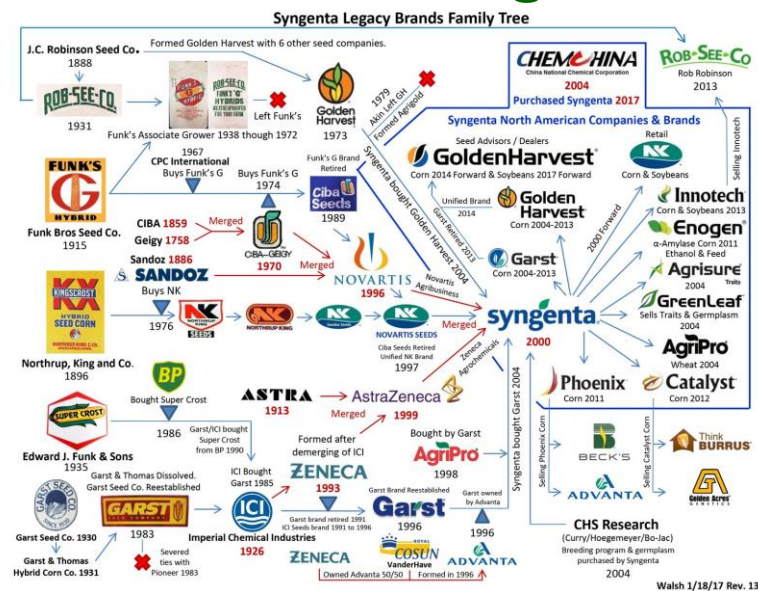 Syngenta Legacy Brands Family Tree
J.C. Robinson Seed Co.
1888
Formed Golden Harvest with 6 other seed companies.
ROB-SEE-CO.
1931
FUNK'S
HYBRID
ROB-SEE-CO.
FUNK'S "G"
HYBRIDS
Left Funk's
Funk's Associate Grower 1938 though 1972
Golden
Harvest
1973
1979
Akin Left GH
Formed Agrigold
CHEMCHINA
China National Chemical Corporation
2004
Purchased Syngenta 2017
ROB-SEE-CO
Rob Robinson
2013
Syngenta North American Companies & Brands
Seed Advisors / Dealers
GoldenHarvest
Corn 2014 Forward & Soybeans 2017 Forward
Retail
NK
Corn & Soybeans
Selling Innotech
FUNK'S
G
HYBRID
Funk Bros Seed Co.
1915
1967
CPC International
Buys Funk's G
Buys Funk's G
1974
Funk's G Brand
Retired
Ciba
Seeds
1989
Syngenta bought Golden Harvest 2004
Unified Brand
2014
Golden
Harvest
Corn 2004-2013
Garst Retired 2013
Garst
Corn 2004-2013
2000 Forward
Innotech
Corn & Soybeans 2013
Enogen
α-Amylase Corn 2011
Ethanol & Feed
Agrisure
Traits
2004
GreenLeaf
Sells Traits & Germplasm
2004
AgriPro
Wheat 2004
CIBA 1859
Geigy 1758
Merged
CIBA-GEIGY
1970
Sandoz 1886
SANDOZ
Merged
NOVARTIS
1996
Novartis
Agribusiness
KINGSCROST
KX
HYBRID
SEED CORN
Northrup, King and Co.
1896
Buys NK
1976
NK
SEEDS
NK
NORTHRUP KING
NK
NK
NOVARTIS SEEDS
Ciba Seeds Retired
Unified NK Brand
1997
Merged
syngenta
2000
Zeneca
Agrochemicals
Phoenix
Corn 2011
Catalyst
Corn 2012
BP
Bought Super Crost
1986
SUPER CROST
Edward J. Funk & Sons
1935
Garst/ICI bought
Super Crost
from BP 1990
ASTRA
1913
AstraZeneca
1999
Merged
Formed after
demerging of ICI
ZENECA
1993
Bought by Garst
AgriPro
1998
Syngenta bought Garst 2004
Selling Phoenix Corn
BECK'S
ADVANTA
Selling Catalyst Corn
Think
BURRUS
Golden Acres
GENETICS
GARST SEED CO.
SINCE 1930
Garst Seed Co. 1930
Garst & Thomas
Hybrid Corn Co. 1931
Garst & Thomas Dissolved.
Garst Seed Co. Reestablished
GARST
SEED COMPANY
1983
Severed
ties with
Pioneer 1983
ICI Bought
Garst 1985
ICI
Imperial Chemical Industries
1926
Garst brand retired 1991
ICI Seeds brand 1991 to 1996
Garst Brand Reestablished
Garst
1996
Garst owned
by Advanta
1996
ZENECA
ROYAL
COSUN
VanderHave
ADVANTA
Owned Advanta 50/50
Formed in 1996
CHS Research
(Curry/Hoegemeyer/Bo-Jac)
Breeding program & germplasm
purchased by Syngenta
2004
Walsh 1/18/17 Rev. 13